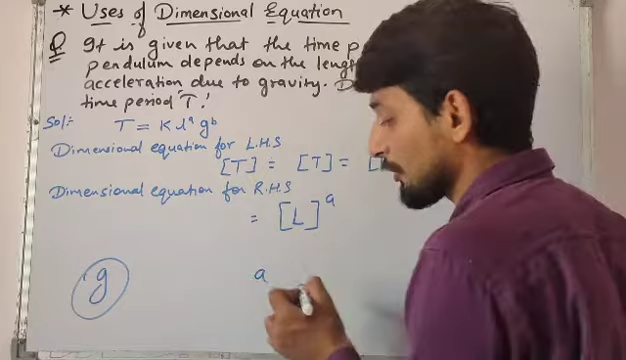 * Uses of Dimensional Equation
Q It is given that the time p
pendulum depends on the length
acceleration due to gravity. D
time period 'T'.
Sol:- T = K l^a g^b
Dimensional equation for L.H.S
[T] = [T] = [
Dimensional equation for R.H.S
= [L]^a
g a